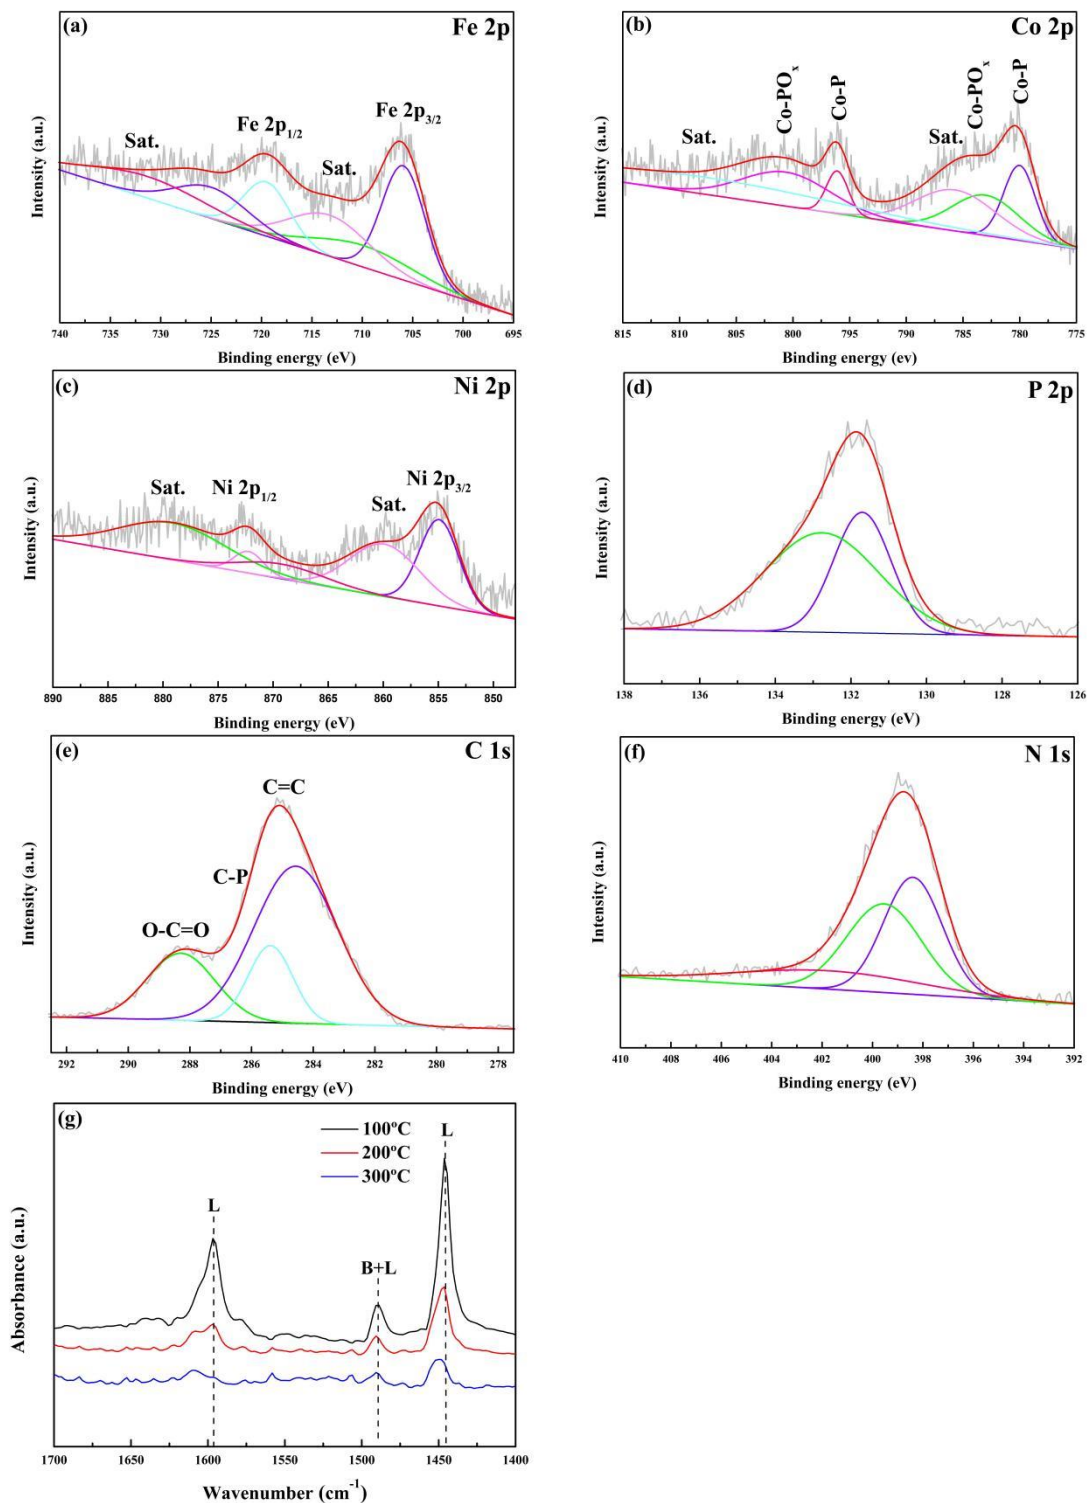 (a)
Fe 2p
Sat.
Fe 2p1/2
Sat.
Fe 2p3/2
Intensity (a.u.)
740 735 730 725 720 715 710 705 700 695
Binding energy (eV)
(b)
Co 2p
Sat.
Co-POx
Co-P
Sat.
Co-POx
Co-P
Intensity (a.u.)
815 810 805 800 795 790 785 780 775
Binding energy (ev)
(c)
Ni 2p
Sat.
Ni 2p1/2
Sat.
Ni 2p3/2
Intensity (a.u.)
890 885 880 875 870 865 860 855 850
Binding energy (eV)
(d)
P 2p
Intensity (a.u.)
138 136 134 132 130 128 126
Binding energy (eV)
(e)
C 1s
C=C
C-P
O-C=O
Intensity (a.u.)
292 290 288 286 284 282 280 278
Binding energy (eV)
(f)
N 1s
Intensity (a.u.)
410 408 406 404 402 400 398 396 394 392
Binding energy (eV)
(g)
100°C
200°C
300°C
L
B+L
L
Absorbance (a.u.)
1700 1650 1600 1550 1500 1450 1400
Wavenumber (cm-1)